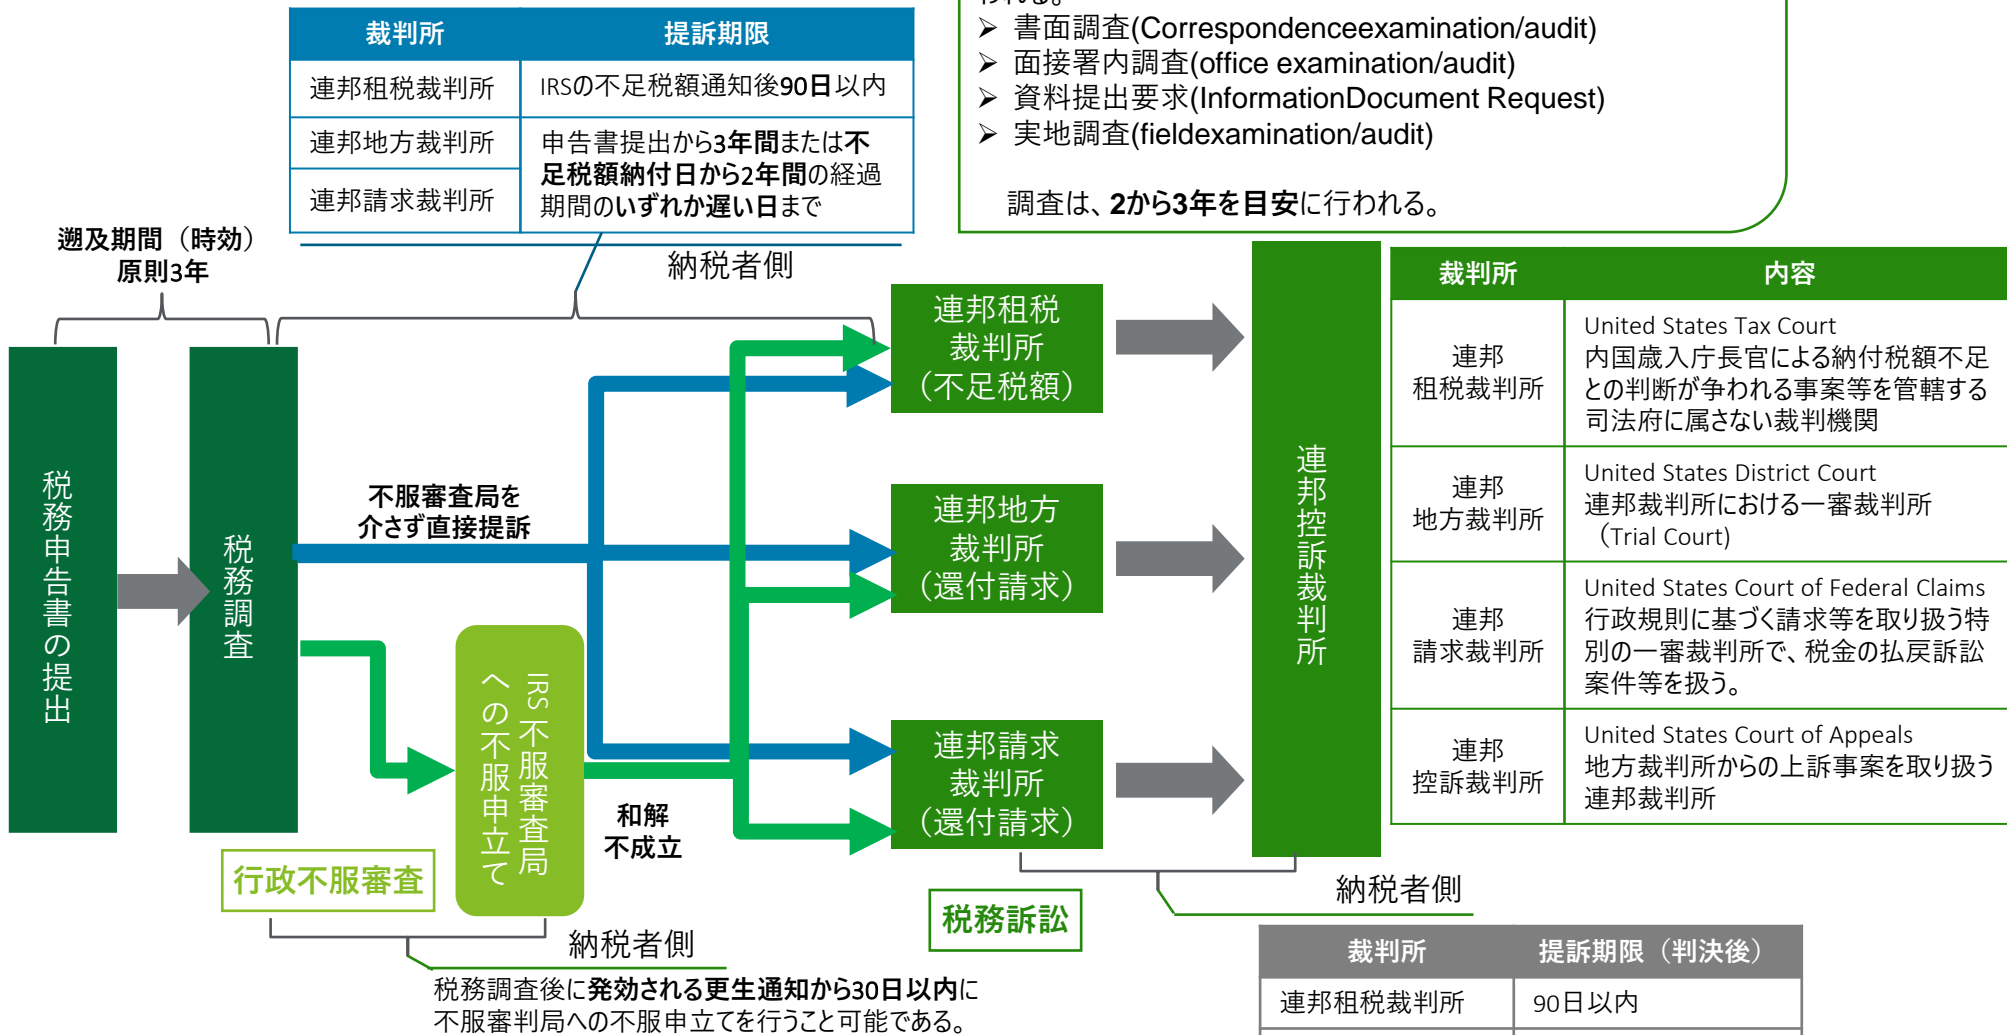 われる。
➢ 書面調査(Correspondenceexamination/audit)
➢ 面接署内調査(office examination/audit)
➢ 資料提出要求(InformationDocument Request)
➢ 実地調査(fieldexamination/audit)
調査は、2から3年を目安に行われる。
裁判所 提訴期限
連邦租税裁判所 IRSの不足税額通知後90日以内
連邦地方裁判所
連邦請求裁判所
申告書提出から3年間または不
足税額納付日から2年間の経過
期間のいずれか遅い日まで
納税者側
遡及期間（時効）
原則3年
税務申告書の提出
税務調査
不服審査局を
介さず直接提訴
IRS 不服審査局
への不服申立て
和解
不成立
行政不服審査
納税者側
税務調査後に発効される更生通知から30日以内に
不服審判局への不服申立てを行うこと可能である。
連邦租税
裁判所
（不足税額）
連邦地方
裁判所
（還付請求）
連邦請求
裁判所
（還付請求）
税務訴訟
連邦控訴裁判所
納税者側
裁判所 内容
連邦
租税裁判所
United States Tax Court
内国歳入庁長官による納付税額不足
との判断が争われる事案等を管轄する
司法府に属さない裁判機関
連邦
地方裁判所
United States District Court
連邦裁判所における一審裁判所
（Trial Court)
連邦
請求裁判所
United States Court of Federal Claims
行政規則に基づく請求等を取り扱う特
別の一審裁判所で、税金の払戻訴訟
案件等を扱う。
連邦
控訴裁判所
United States Court of Appeals
地方裁判所からの上訴事案を取り扱う
連邦裁判所
裁判所 提訴期限（判決後）
連邦租税裁判所 90日以内